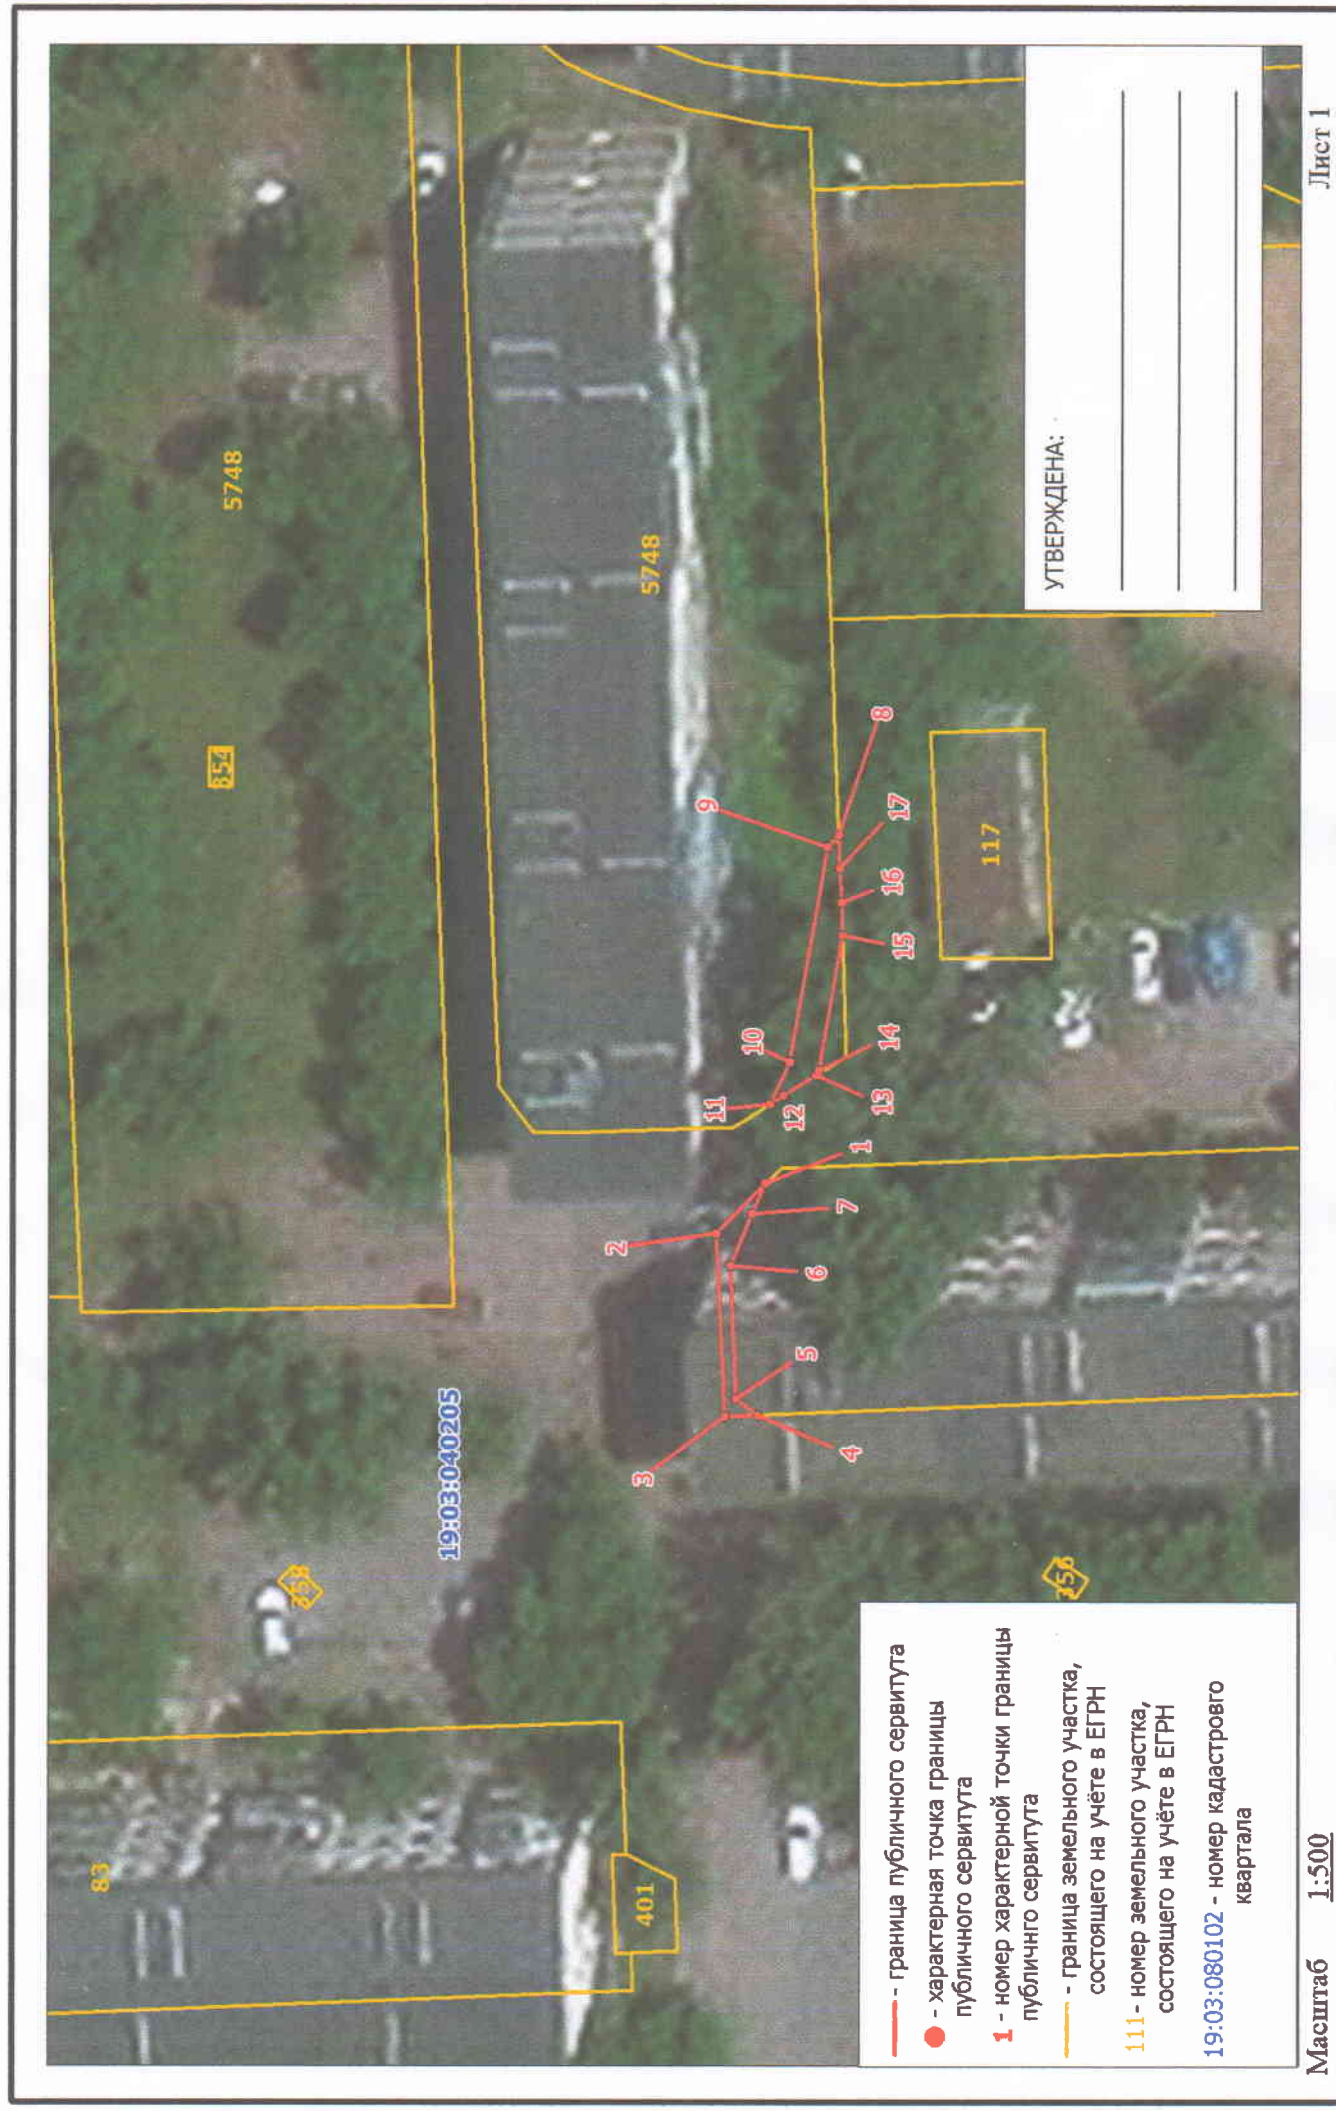 83
401
358
19:03:040205
854
5748
5748
356
117
УТВЕРЖДЕНА:
1
2
3
4
5
6
7
8
9
10
11
12
13
14
15
16
17
- граница публичного сервитута
- характерная точка границы
публичного сервитута
1 - номер характерной точки границы
публичнго сервитута
- граница земельного участка,
состоящего на учёте в ЕГРН
111 - номер земельного участка,
состоящего на учёте в ЕГРН
19:03:080102 - номер кадастрово
квартала
Масштаб 1:500
Лист 1